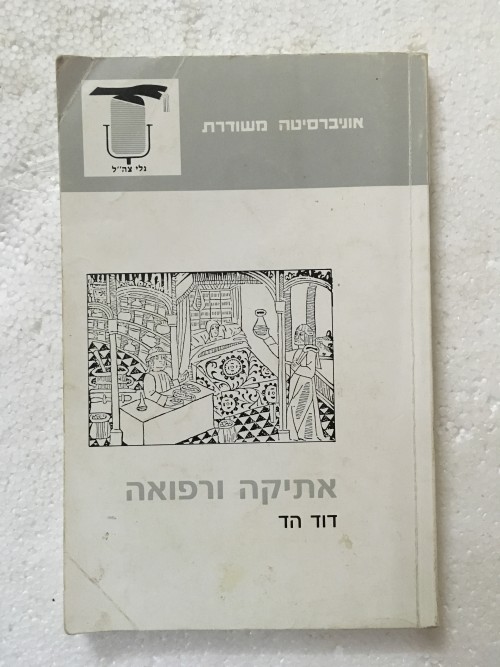 אוניברסיטה משודרת
גלי צה״ל
אתיקה ורפואה
דוד הד